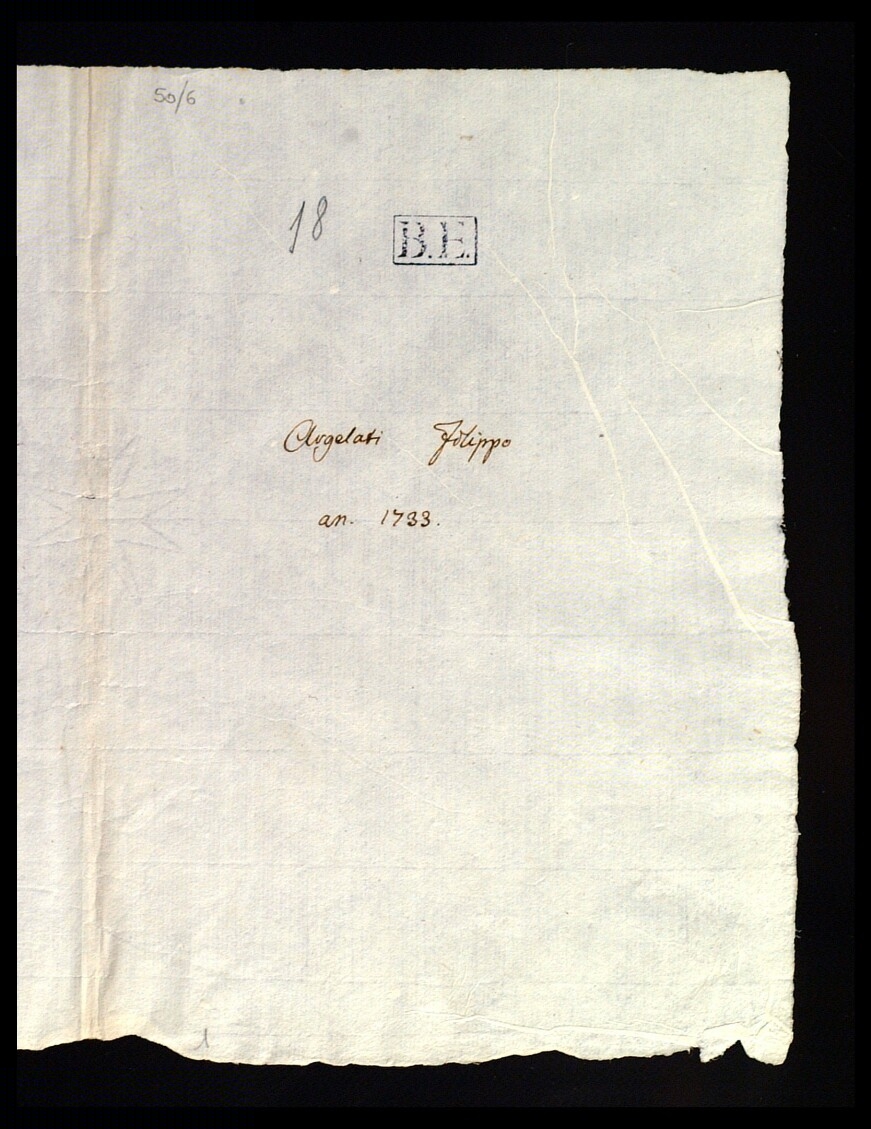 50/6
18
B.E.
Argelati Filippo
an. 1733.
1